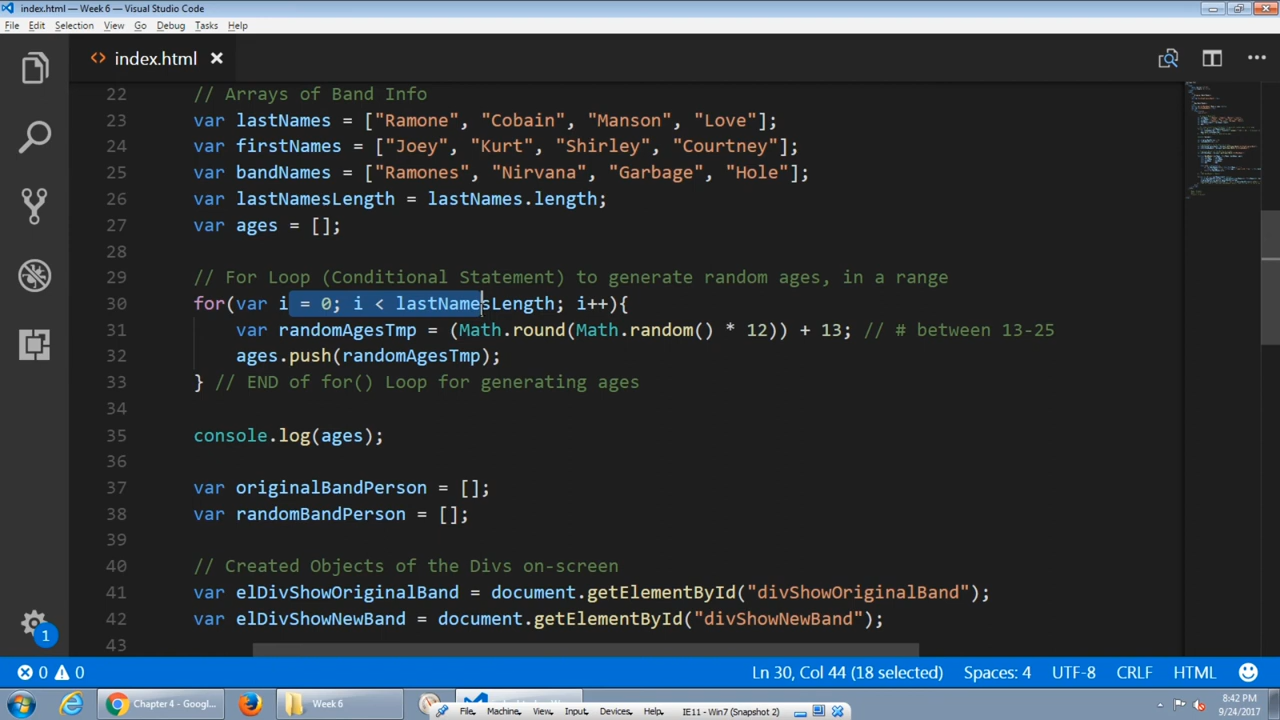 index.html — Week 6 — Visual Studio Code
File Edit Selection View Go Debug Tasks Help
index.html
22 // Arrays of Band Info
23 var lastNames = ["Ramone", "Cobain", "Manson", "Love"];
24 var firstNames = ["Joey", "Kurt", "Shirley", "Courtney"];
25 var bandNames = ["Ramones", "Nirvana", "Garbage", "Hole"];
26 var lastNamesLength = lastNames.length;
27 var ages = [];
28
29 // For Loop (Conditional Statement) to generate random ages, in a range
30 for(var i = 0; i < lastNamesLength; i++){
31 var randomAgesTmp = (Math.round(Math.random() * 12)) + 13; // # between 13-25
32 ages.push(randomAgesTmp);
33 } // END of for() Loop for generating ages
34
35 console.log(ages);
36
37 var originalBandPerson = [];
38 var randomBandPerson = [];
39
40 // Created Objects of the Divs on-screen
41 var elDivShowOriginalBand = document.getElementById("divShowOriginalBand");
42 var elDivShowNewBand = document.getElementById("divShowNewBand");
43
1
0 0 Ln 30, Col 44 (18 selected) Spaces: 4 UTF-8 CRLF HTML
Chapter 4 - Googl... Week 6 8:42 PM
File, Machine, View, Input, Devices, Help, IE11 - Win7 (Snapshot 2) 9/24/2017